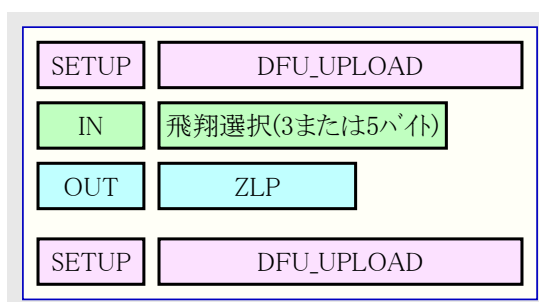 SETUP DFU_UPLOAD
IN 飛翔選択(3または5ﾊﾞｲﾄ)
OUT ZLP
SETUP DFU_UPLOAD